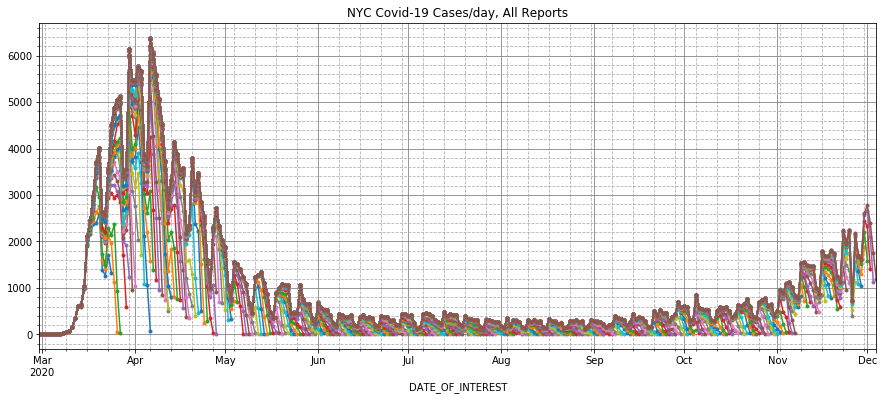 NYC Covid-19 Cases/day, All Reports
6000
5000
4000
3000
2000
1000
0
Mar Apr May Jun Jul Aug Sep Oct Nov Dec
2020
DATE_OF_INTEREST